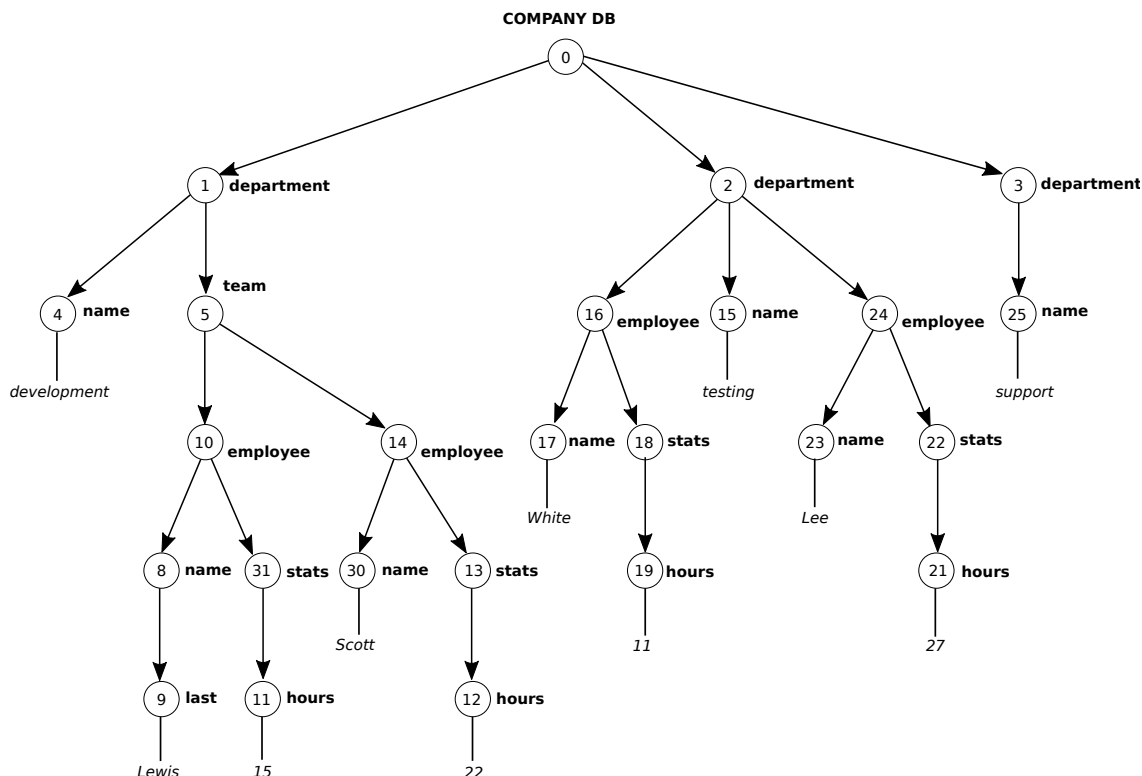 COMPANY DB
0
1 department
2 department
3 department
team
4 name
5
16 employee
15 name
24 employee
25 name
development
testing
support
10 employee
14 employee
17 name
18 stats
23 name
22 stats
White
Lee
8 name
31 stats
30 name
13 stats
19 hours
21 hours
Scott
11
27
9 last
11 hours
12 hours
Lewis
15
22